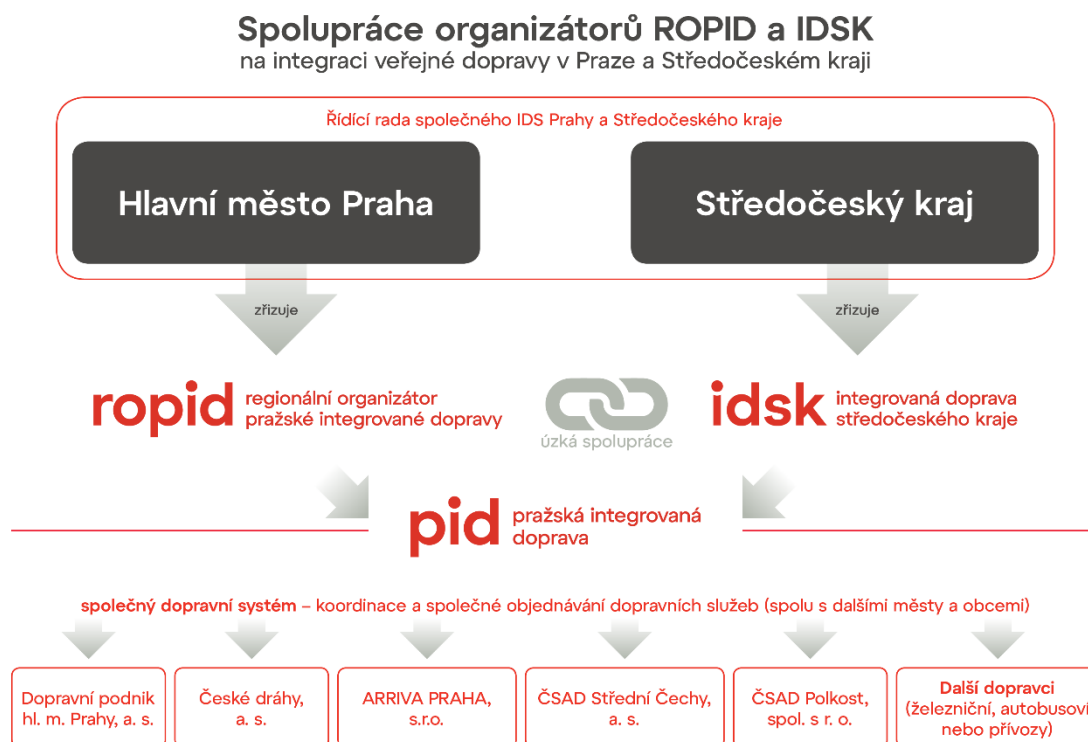 Spolupráce organizátorů ROPID a IDSK
na integraci veřejné dopravy v Praze a Středočeském kraji
Řídící rada společného IDS Prahy a Středočeského kraje
Hlavní město Praha
Středočeský kraj
zřizuje
zřizuje
ropid
regionální organizátor
pražské integrované dopravy
úzká spolupráce
idsk
integrovaná doprava
středočeského kraje
pid
pražská integrovaná
doprava
společný dopravní systém – koordinace a společné objednávání dopravních služeb (spolu s dalšími městy a obcemi)
Dopravní podnik
hl. m. Prahy, a. s.
České dráhy,
a. s.
ARRIVA PRAHA,
s.r.o.
ČSAD Střední Čechy,
a. s.
ČSAD Polkost,
spol. s r. o.
Další dopravci
(železniční, autobusoví
nebo přívozy)